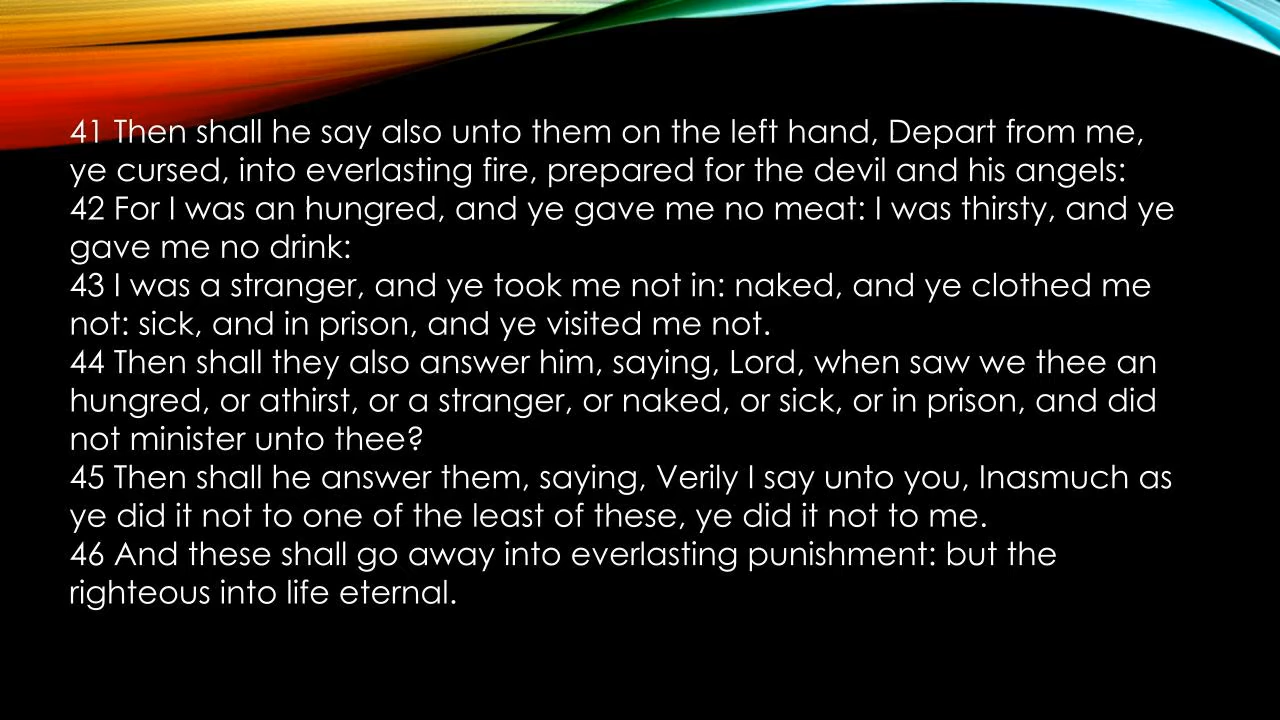 41 Then shall he say also unto them on the left hand, Depart from me,
ye cursed, into everlasting fire, prepared for the devil and his angels:
42 For I was an hungred, and ye gave me no meat: I was thirsty, and ye
gave me no drink:
43 I was a stranger, and ye took me not in: naked, and ye clothed me
not: sick, and in prison, and ye visited me not.
44 Then shall they also answer him, saying, Lord, when saw we thee an
hungred, or athirst, or a stranger, or naked, or sick, or in prison, and did
not minister unto thee?
45 Then shall he answer them, saying, Verily I say unto you, Inasmuch as
ye did it not to one of the least of these, ye did it not to me.
46 And these shall go away into everlasting punishment: but the
righteous into life eternal.